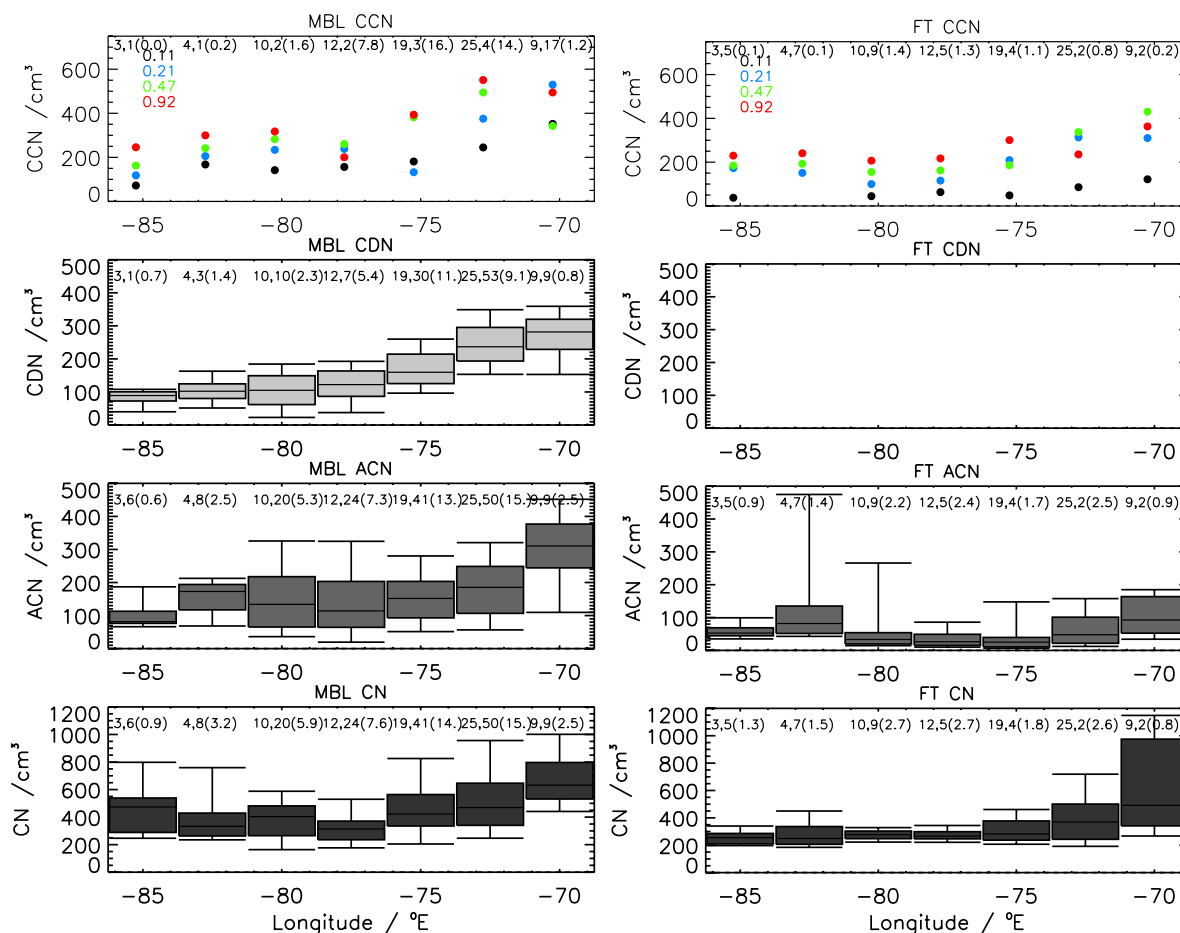 MBL CCN
3,1(0.0) 4,1(0.2) 10,2(1.6) 12,2(7.8) 19,3(16.) 25,4(14.) 9,17(1.2)
0.11
0.21
0.47
0.92
600
400
200
0
CCN /cm³
−85 −80 −75 −70
MBL CDN
3,1(0.7) 4,3(1.4) 10,10(2.3) 12,7(5.4) 19,30(11.) 25,53(9.1) 9,9(0.8)
500
400
300
200
100
0
CDN /cm³
−85 −80 −75 −70
MBL ACN
3,6(0.6) 4,8(2.5) 10,20(5.3) 12,24(7.3) 19,41(13.) 25,50(15.) 9,9(2.5)
500
400
300
200
100
0
ACN /cm³
−85 −80 −75 −70
MBL CN
3,6(0.9) 4,8(3.2) 10,20(5.9) 12,24(7.6) 19,41(14.) 25,50(15.) 9,9(2.5)
1200
1000
800
600
400
200
0
CN /cm³
−85 −80 −75 −70
Longitude / °E
FT CCN
3,5(0.1) 4,7(0.1) 10,9(1.4) 12,5(1.3) 19,4(1.1) 25,2(0.8) 9,2(0.2)
0.11
0.21
0.47
0.92
600
400
200
0
CCN /cm³
−85 −80 −75 −70
FT CDN
500
400
300
200
100
0
CDN /cm³
−85 −80 −75 −70
FT ACN
3,5(0.9) 4,7(1.4) 10,9(2.2) 12,5(2.4) 19,4(1.7) 25,2(2.5) 9,2(0.9)
500
400
300
200
100
0
ACN /cm³
−85 −80 −75 −70
FT CN
3,5(1.3) 4,7(1.5) 10,9(2.7) 12,5(2.7) 19,4(1.8) 25,2(2.6) 9,2(0.8)
1200
1000
800
600
400
200
0
CN /cm³
−85 −80 −75 −70
Longitude / °E